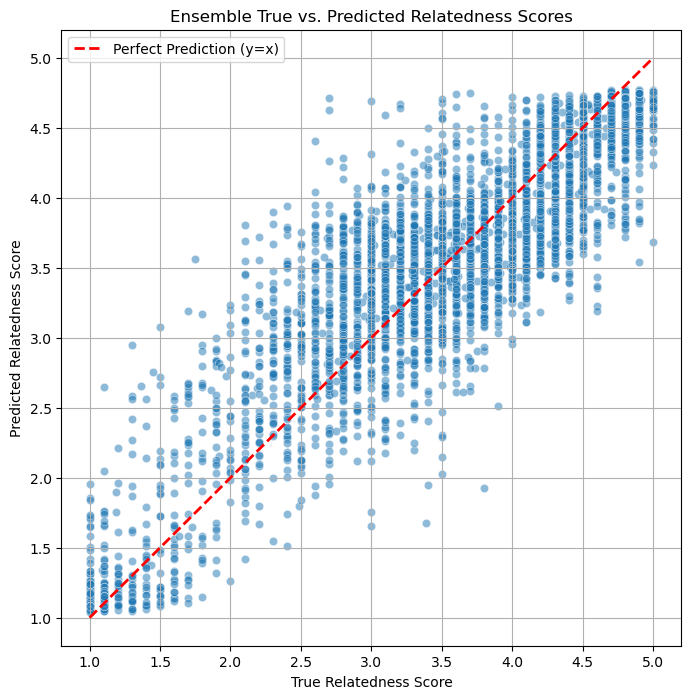 Ensemble True vs. Predicted Relatedness Scores
Perfect Prediction (y=x)
Predicted Relatedness Score
5.0
4.5
4.0
3.5
3.0
2.5
2.0
1.5
1.0
1.0 1.5 2.0 2.5 3.0 3.5 4.0 4.5 5.0
True Relatedness Score